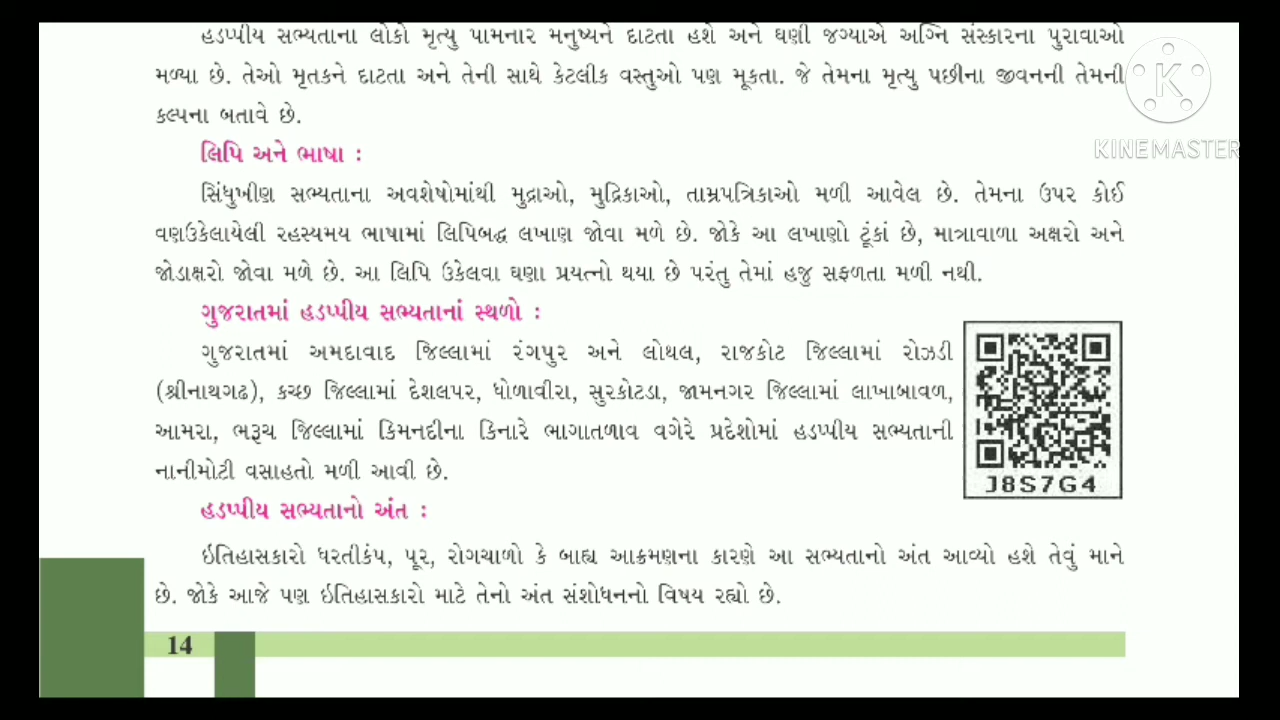 હડપ્પીય સભ્યતાના લોકો મૃત્યુ પામનાર મનુષ્યને દાટતા હશે અને ઘણી જગ્યાએ અગ્નિ સંસ્કારના પુરાવાઓ
મળ્યા છે. તેઓ મૃતકને દાટતા અને તેની સાથે કેટલીક વસ્તુઓ પણ મૂકતા. જે તેમના મૃત્યુ પછીના જીવનની તેમની
કલ્પના બતાવે છે.
K
KINEMASTER
લિપિ અને ભાષા :
સિંધુખીણ સભ્યતાના અવશેષોમાંથી મુદ્રાઓ, મુદ્રિકાઓ, તામ્રપત્રિકાઓ મળી આવેલ છે. તેમના ઉપર કોઈ
વણઉકેલાયેલી રહસ્યમય ભાષામાં લિપિબદ્ધ લખાણ જોવા મળે છે. જોકે આ લખાણો ટૂંકાં છે, માત્રાવાળા અક્ષરો અને
જોડાક્ષરો જોવા મળે છે. આ લિપિ ઉકેલવા ઘણા પ્રયત્નો થયા છે પરંતુ તેમાં હજુ સફળતા મળી નથી.
ગુજરાતમાં હડપ્પીય સભ્યતાનાં સ્થળો :
ગુજરાતમાં અમદાવાદ જિલ્લામાં રંગપુર અને લોથલ, રાજકોટ જિલ્લામાં રોઝડી
(શ્રીનાથગઢ), કચ્છ જિલ્લામાં દેશલપર, ધોળાવીરા, સુરકોટડા, જામનગર જિલ્લામાં લાખાબાવળ,
આમરા, ભરૂચ જિલ્લામાં કિમનદીના કિનારે ભાગાતળાવ વગેરે પ્રદેશોમાં હડપ્પીય સભ્યતાની
નાનીમોટી વસાહતો મળી આવી છે.
J8S7G4
હડપ્પીય સભ્યતાનો અંત :
ઇતિહાસકારો ધરતીકંપ, પૂર, રોગચાળો કે બાહ્ય આક્રમણના કારણે આ સભ્યતાનો અંત આવ્યો હશે તેવું માને
છે. જોકે આજે પણ ઇતિહાસકારો માટે તેનો અંત સંશોધનનો વિષય રહ્યો છે.
14